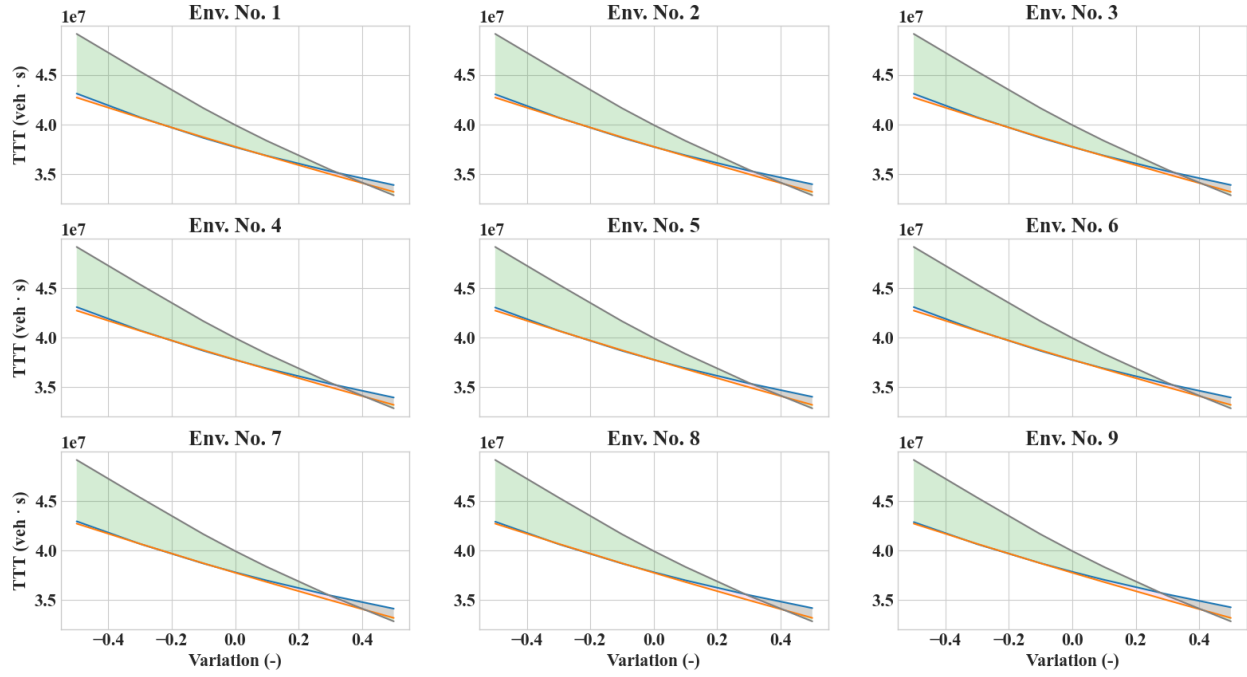 Env. No. 1
Env. No. 2
Env. No. 3
1e7
1e7
1e7
TTT (veh · s)
4.5
4.0
3.5
4.5
4.0
3.5
4.5
4.0
3.5
Env. No. 4
Env. No. 5
Env. No. 6
1e7
1e7
1e7
TTT (veh · s)
4.5
4.0
3.5
4.5
4.0
3.5
4.5
4.0
3.5
Env. No. 7
Env. No. 8
Env. No. 9
1e7
1e7
1e7
TTT (veh · s)
4.5
4.0
3.5
4.5
4.0
3.5
4.5
4.0
3.5
−0.4 −0.2 0.0 0.2 0.4
−0.4 −0.2 0.0 0.2 0.4
−0.4 −0.2 0.0 0.2 0.4
Variation (-)
Variation (-)
Variation (-)